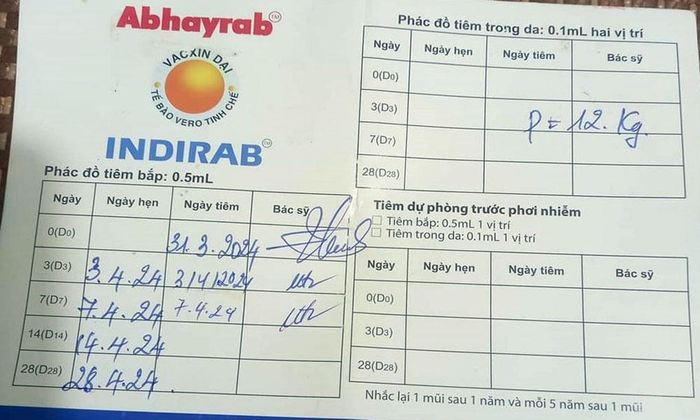 Abhayrab™
VACXIN DẠI
TẾ BÀO VERO TINH CHẾ
INDIRAB™
Phác đồ tiêm bắp: 0.5mL
Ngày Ngày hẹn Ngày tiêm Bác sỹ
0(D0) 31.3.2024
3(D3) 3.4.24 3/4/2024
7(D7) 7.4.24 7.4.24
14(D14) 14.4.24
28(D28) 28.4.24
Phác đồ tiêm trong da: 0.1mL hai vị trí
Ngày Ngày hẹn Ngày tiêm Bác sỹ
0(D0)
3(D3)
P = 12. Kg.
7(D7)
28(D28)
Tiêm dự phòng trước phơi nhiễm
Tiêm bắp: 0.5mL 1 vị trí
Tiêm trong da: 0.1mL 1 vị trí
Ngày Ngày hẹn Ngày tiêm Bác sỹ
0(D0)
3(D3)
28(D28)
Nhắc lại 1 mũi sau 1 năm và mỗi 5 năm sau 1 mũi